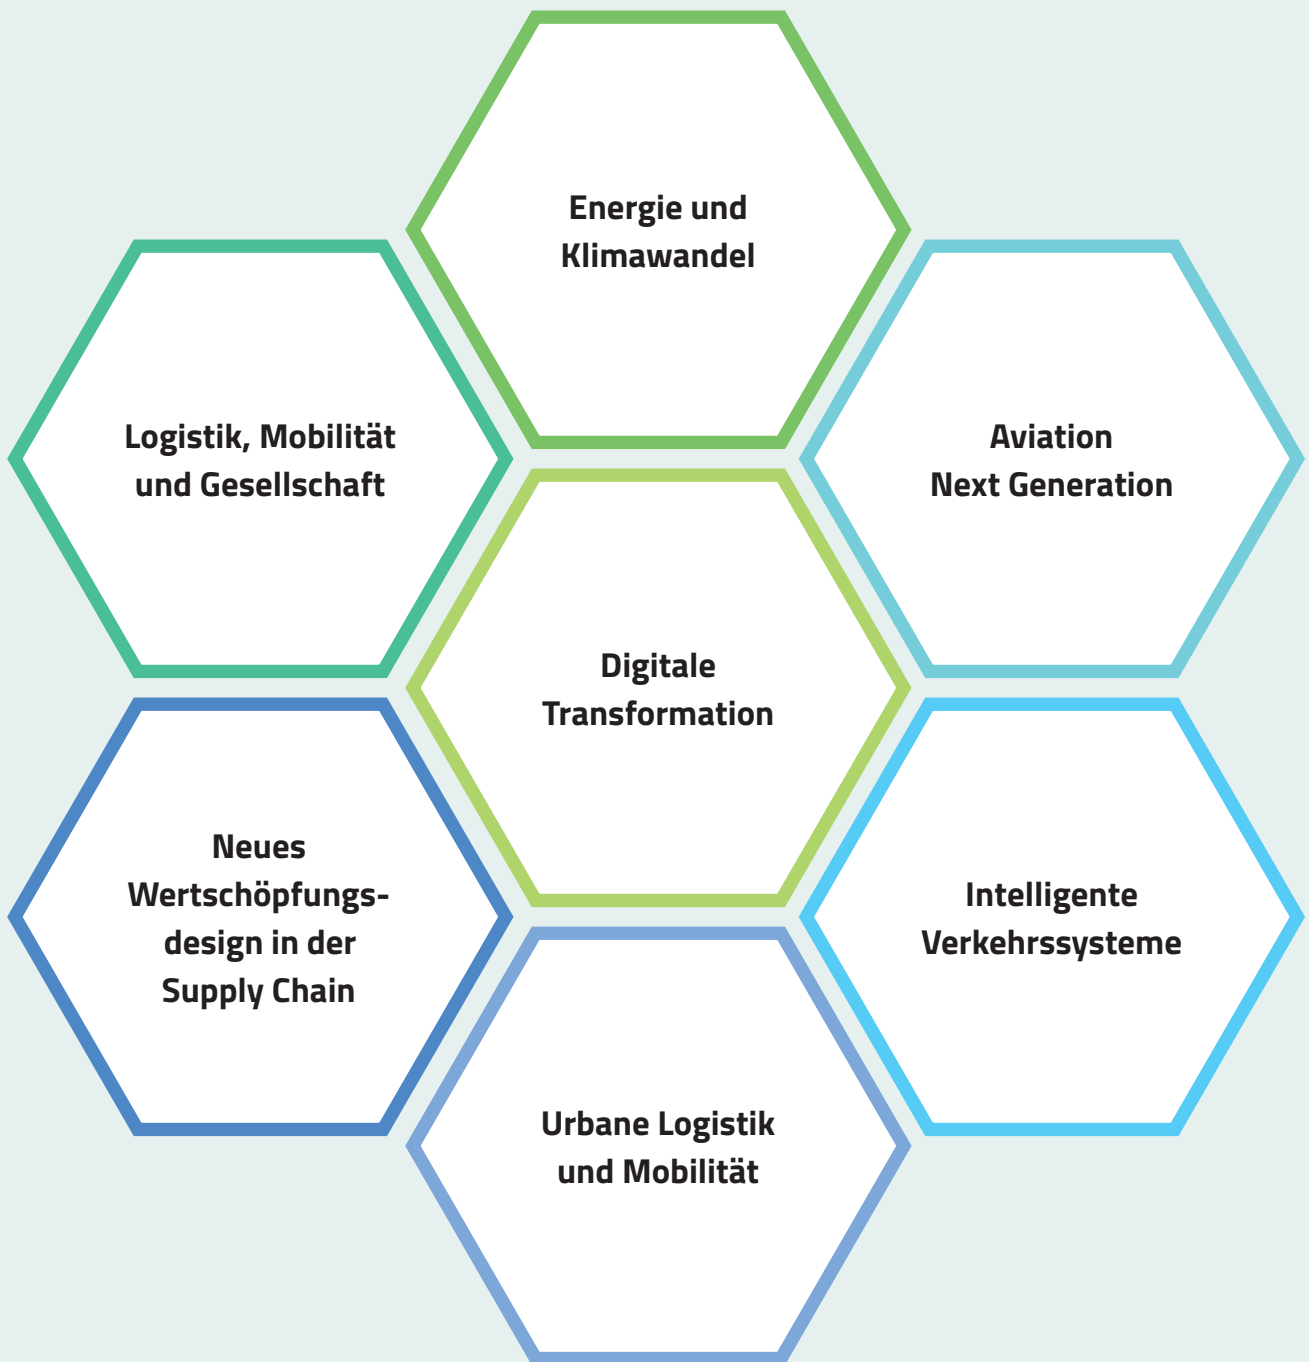 Energie und
Klimawandel
Logistik, Mobilität
und Gesellschaft
Aviation
Next Generation
Digitale
Transformation
Neues
Wertschöpfungs-
design in der
Supply Chain
Intelligente
Verkehrssysteme
Urbane Logistik
und Mobilität